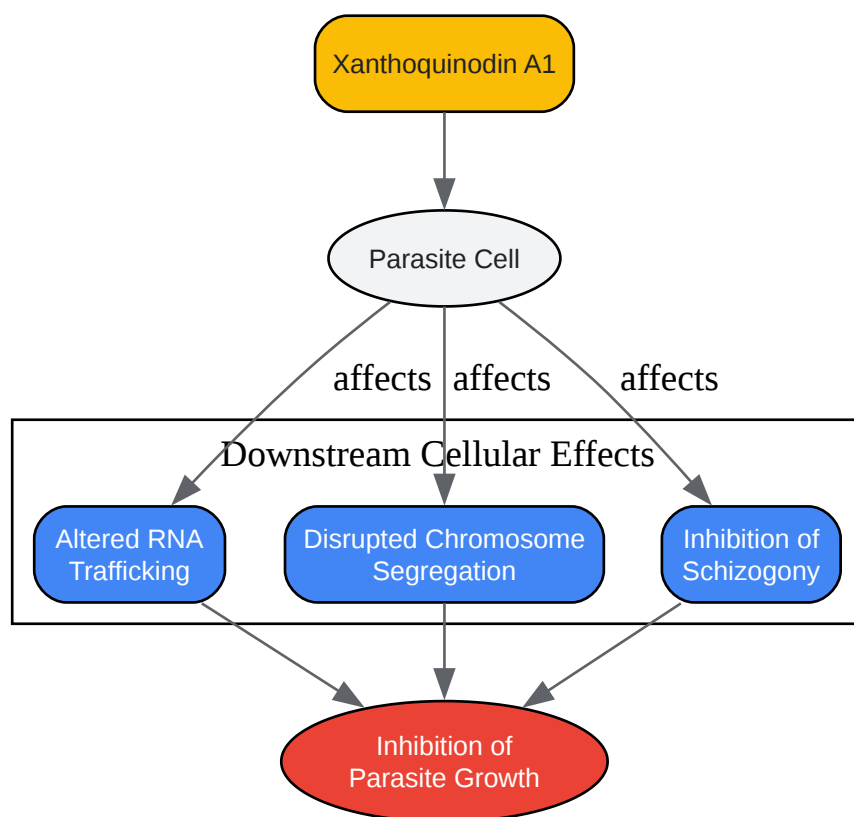 Xanthoquinodin A1
Parasite Cell
affects affects affects
Downstream Cellular Effects
Altered RNA
Trafficking
Disrupted Chromosome
Segregation
Inhibition of
Schizogony
Inhibition of
Parasite Growth